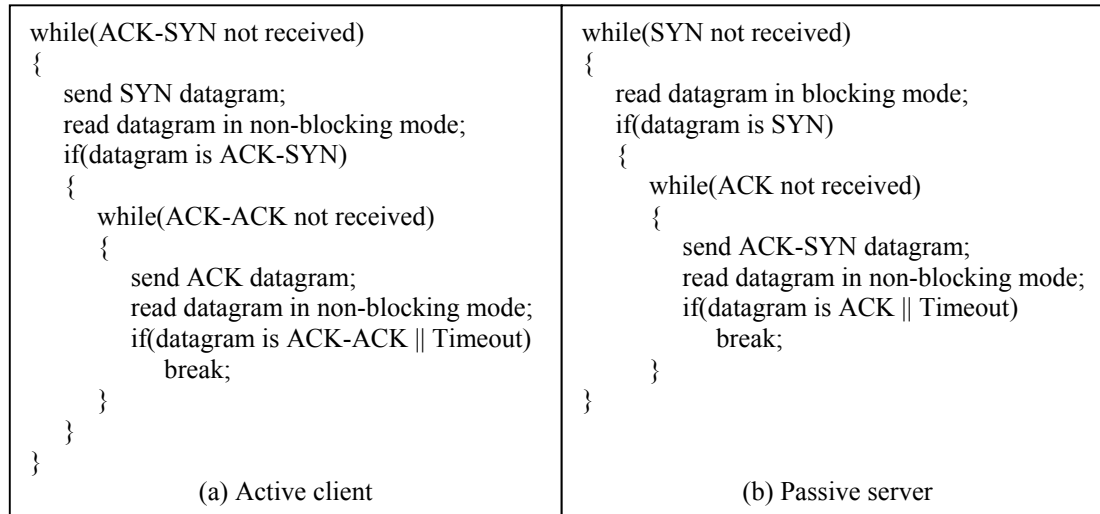 while(ACK-SYN not received)
{
send SYN datagram;
read datagram in non-blocking mode;
if(datagram is ACK-SYN)
{
while(ACK-ACK not received)
{
send ACK datagram;
read datagram in non-blocking mode;
if(datagram is ACK-ACK || Timeout)
break;
}
}
}
(a) Active client
while(SYN not received)
{
read datagram in blocking mode;
if(datagram is SYN)
{
while(ACK not received)
{
send ACK-SYN datagram;
read datagram in non-blocking mode;
if(datagram is ACK || Timeout)
break;
}
}
(b) Passive server